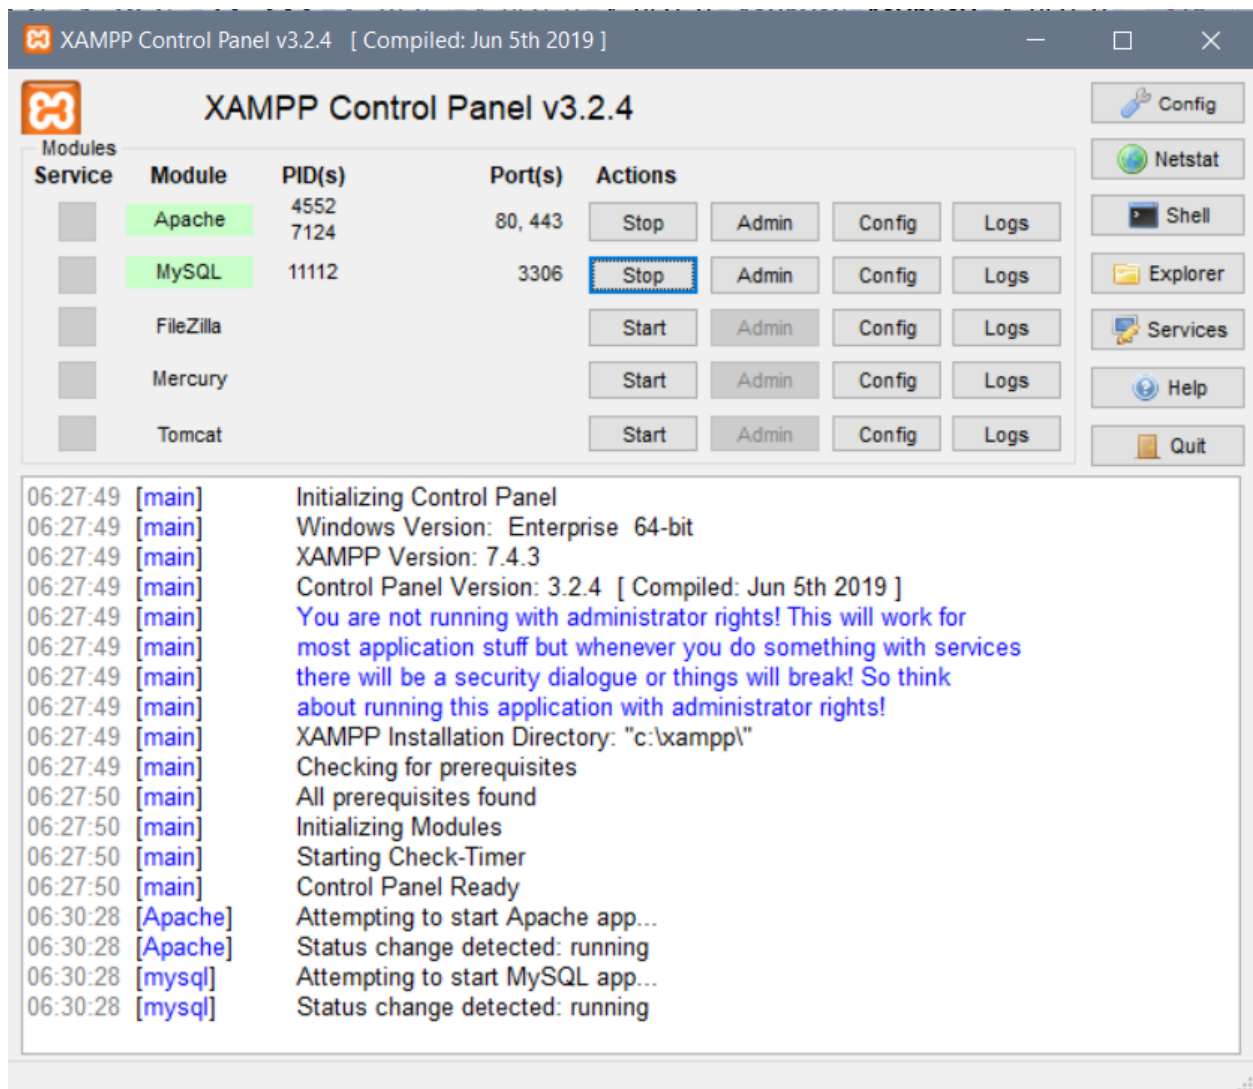 XAMPP Control Panel v3.2.4 [ Compiled: Jun 5th 2019 ]
XAMPP Control Panel v3.2.4
Config
Modules
Netstat
Service Module PID(s) Port(s) Actions
Apache 4552 7124 80, 443 Stop Admin Config Logs
Shell
MySQL 11112 3306 Stop Admin Config Logs
Explorer
FileZilla Start Admin Config Logs
Services
Mercury Start Admin Config Logs
Help
Tomcat Start Admin Config Logs
Quit
06:27:49 [main] Initializing Control Panel
06:27:49 [main] Windows Version: Enterprise 64-bit
06:27:49 [main] XAMPP Version: 7.4.3
06:27:49 [main] Control Panel Version: 3.2.4 [ Compiled: Jun 5th 2019 ]
06:27:49 [main] You are not running with administrator rights! This will work for
06:27:49 [main] most application stuff but whenever you do something with services
06:27:49 [main] there will be a security dialogue or things will break! So think
06:27:49 [main] about running this application with administrator rights!
06:27:49 [main] XAMPP Installation Directory: "c:\xampp\"
06:27:49 [main] Checking for prerequisites
06:27:50 [main] All prerequisites found
06:27:50 [main] Initializing Modules
06:27:50 [main] Starting Check-Timer
06:27:50 [main] Control Panel Ready
06:30:28 [Apache] Attempting to start Apache app...
06:30:28 [Apache] Status change detected: running
06:30:28 [mysql] Attempting to start MySQL app...
06:30:28 [mysql] Status change detected: running